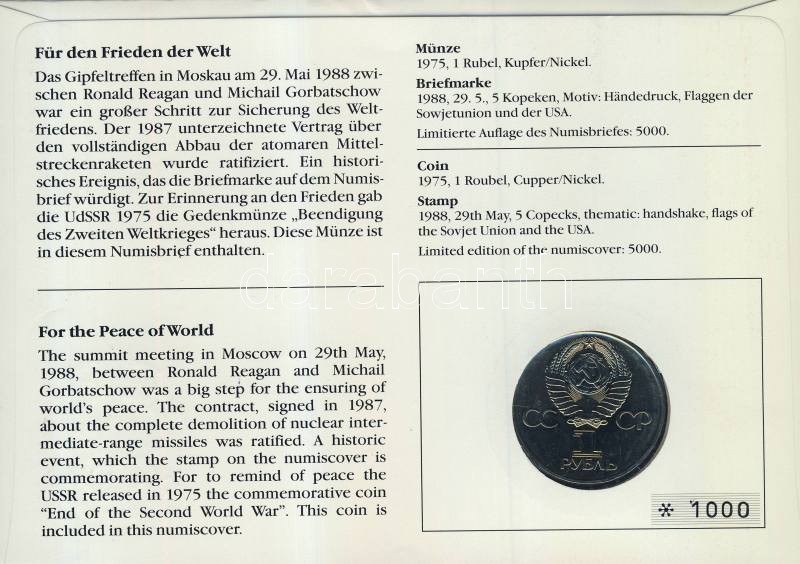 Für den Frieden der Welt
Das Gipfeltreffen in Moskau am 29. Mai 1988 zwi-
schen Ronald Reagan und Michail Gorbatschow
war ein großer Schritt zur Sicherung des Welt-
friedens. Der 1987 unterzeichnete Vertrag über
den vollständigen Abbau der atomaren Mittel-
streckenraketen wurde ratifiziert. Ein histori-
sches Ereignis, das die Briefmarke auf dem Numis-
brief würdigt. Zur Erinnerung an den Frieden gab
die UdSSR 1975 die Gedenkmünze „Beendigung
des Zweiten Weltkrieges“ heraus. Diese Münze ist
in diesem Numisbrief enthalten.
For the Peace of World
The summit meeting in Moscow on 29th May,
1988, between Ronald Reagan and Michail
Gorbatschow was a big step for the ensuring of
world's peace. The contract, signed in 1987,
about the complete demolition of nuclear inter-
mediate-range missiles was ratified. A historic
event, which the stamp on the numiscover is
commemorating. For to remind of peace the
USSR released in 1975 the commemorative coin
“End of the Second World War”. This coin is
included in this numiscover.
Münze
1975, 1 Rubel, Kupfer/Nickel.
Briefmarke
1988, 29. 5., 5 Kopeken, Motiv: Händedruck, Flaggen der
Sowjetunion und der USA.
Limitierte Auflage des Numisbriefes: 5000.
Coin
1975, 1 Roubel, Cupper/Nickel.
Stamp
1988, 29th May, 5 Copecks, thematic: handshake, flags of
the Sovjet Union and the USA.
Limited edition of the numiscover: 5000.
darabanth
СС СР
1
РУБЛЬ
* 1000